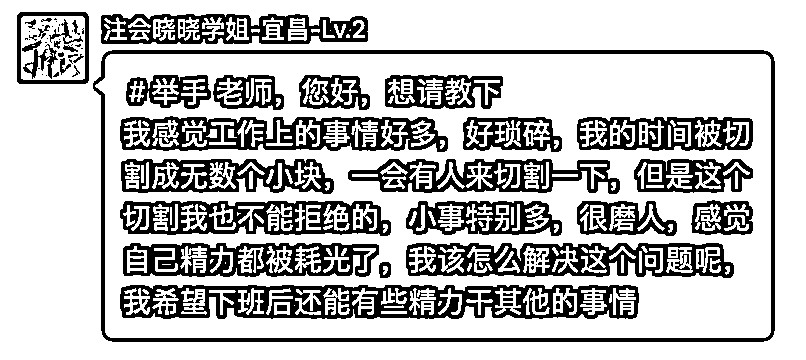 注会晓晓学姐-宜昌-Lv.2
#举手 老师，您好，想请教下
我感觉工作上的事情好多，好琐碎，我的时间被切
割成无数个小块，一会有人来切割一下，但是这个
切割我也不能拒绝的，小事特别多，很磨人，感觉
自己精力都被耗光了，我该怎么解决这个问题呢，
我希望下班后还能有些精力干其他的事情